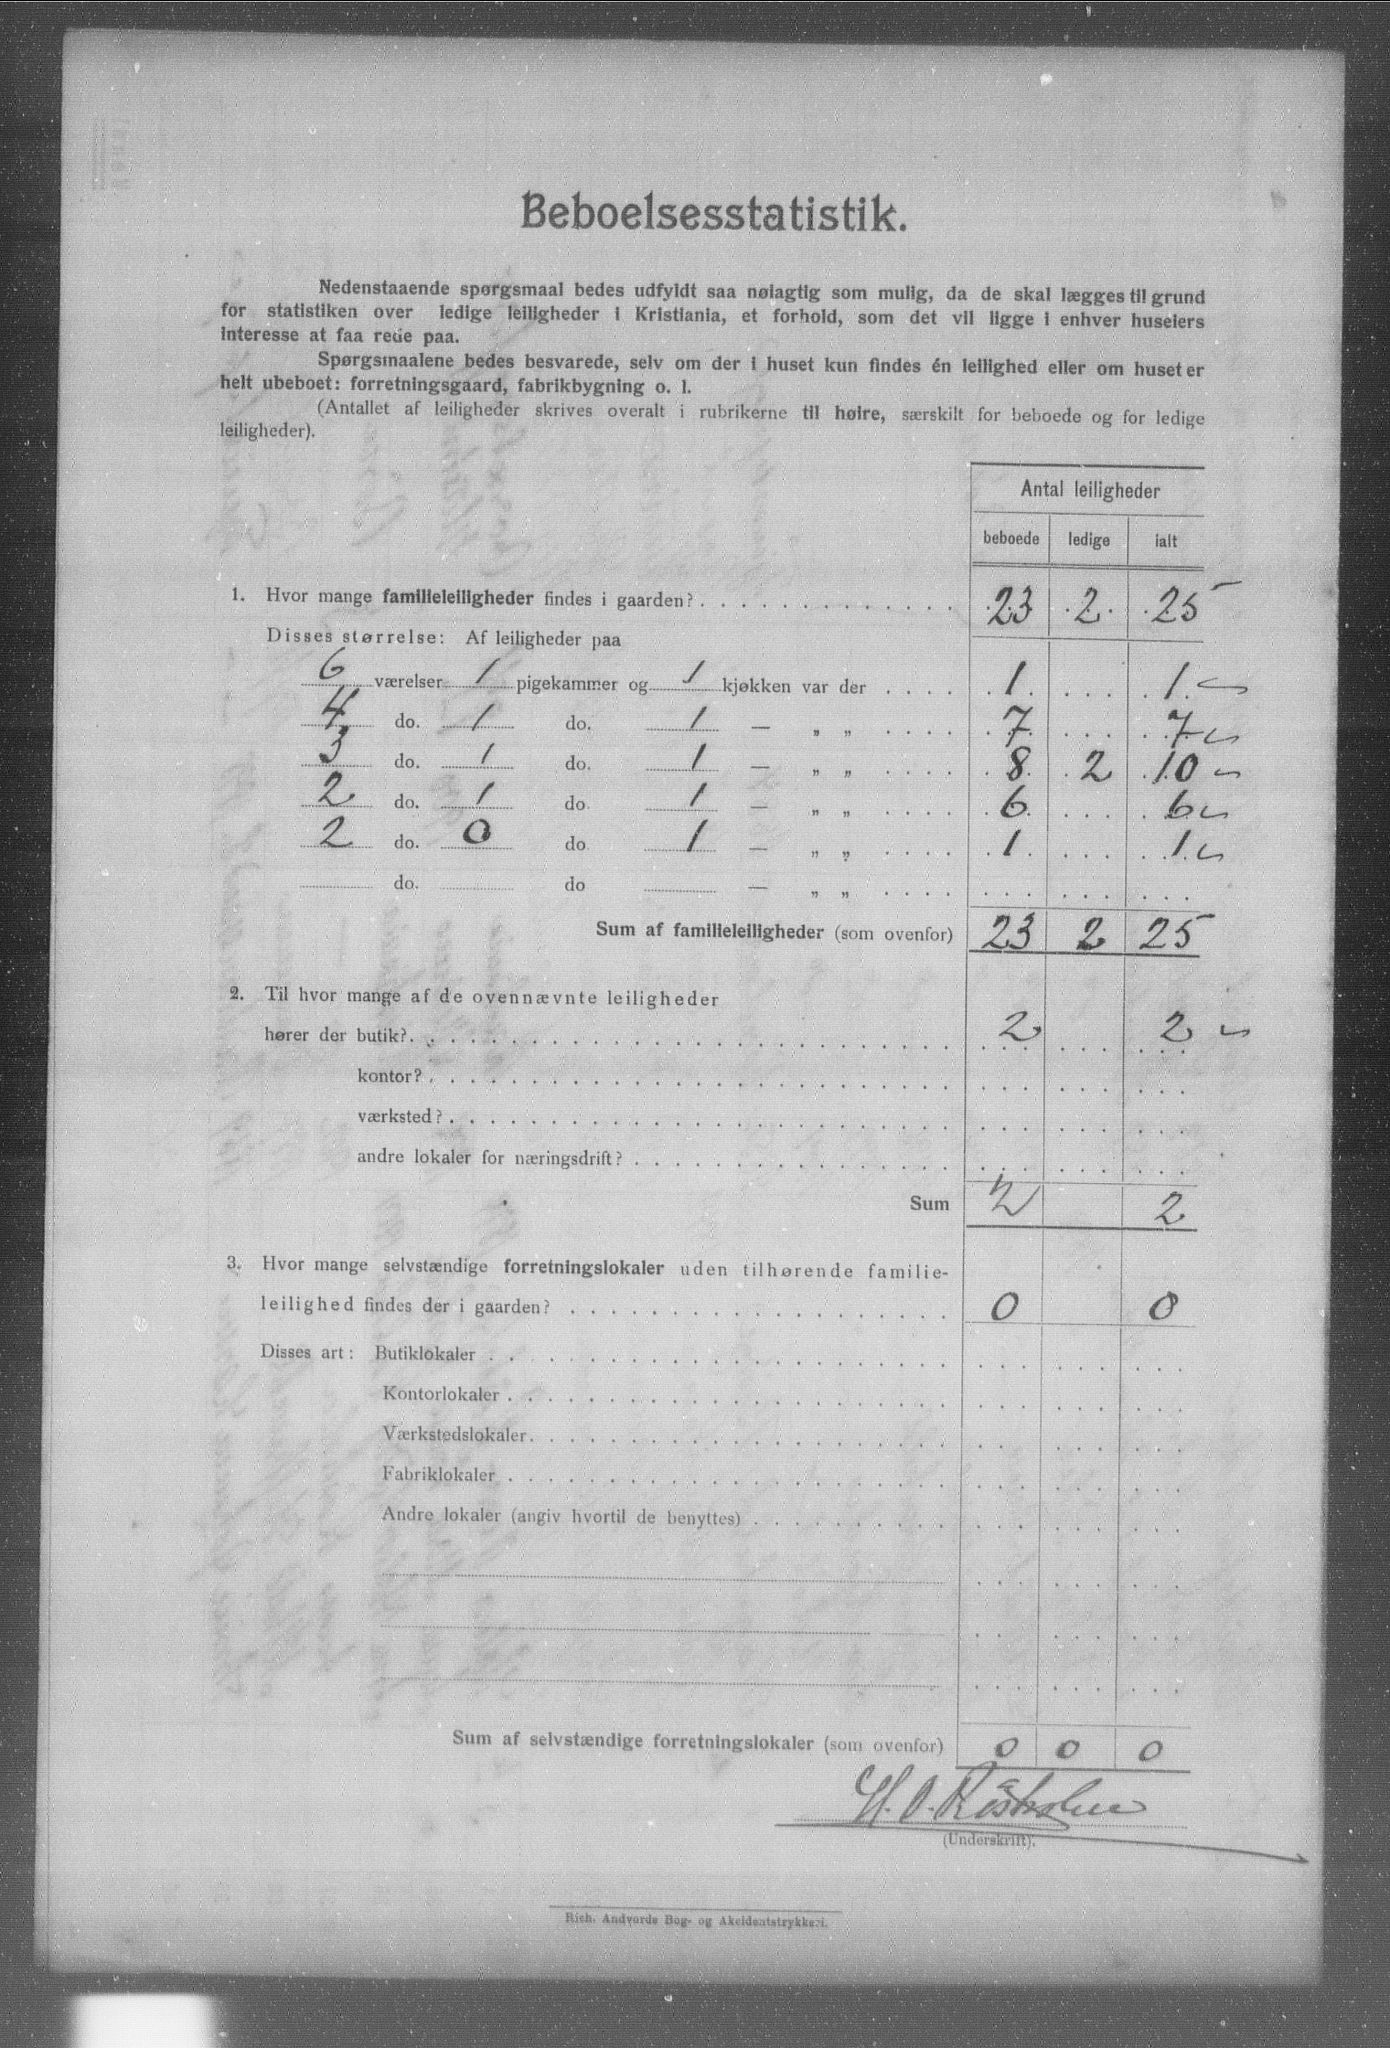 Beboelsesstatistik.
Nedenstaaende spørgsmaal bedes udfyldt saa nøiagtig som mulig, da de skal lægges til grund
for statistiken over ledige leiligheder i Kristiania, et forhold, som det vil ligge i enhver huseiers
interesse at faa rede paa.
Spørgsmaalene bedes besvarede, selv om der i huset kun findes én leilighed eller om huset er
helt ubeboet: forretningsgaard, fabrikbygning o. l.
(Antallet af leiligheder skrives overalt i rubrikerne til høire, særskilt for beboede og for ledige
leiligheder).
Antal leiligheder
beboede ledige ialt
1. Hvor mange familieleiligheder findes i gaarden? 23 2 25
Disses størrelse: Af leiligheder paa
6 værelser 1 pigekammer og 1 kjøkken var der 1 1
4 do. 1 do. 1 — „ „ 7 7
3 do. 1 do. 1 — „ „ 8 2 10
2 do. 1 do. 1 — „ „ 6 6
2 do. 0 do. 1 — „ „ 1 1
do. do — „ „
Sum af familieleiligheder (som ovenfor) 23 2 25
2. Til hvor mange af de ovennævnte leiligheder
hører der butik? 2 2
kontor?
værksted?
andre lokaler for næringsdrift?
Sum 2 2
3. Hvor mange selvstændige forretningslokaler uden tilhørende familie-
leilighed findes der i gaarden? 0 0
Disses art: Butiklokaler
Kontorlokaler
Værkstedslokaler
Fabriklokaler
Andre lokaler (angiv hvortil de benyttes)
Sum af selvstændige forretningslokaler (som ovenfor) 0 0 0
H. O.
(Underskrift).
Rich. Andvords Bog- og Akcidentstrykkeri.